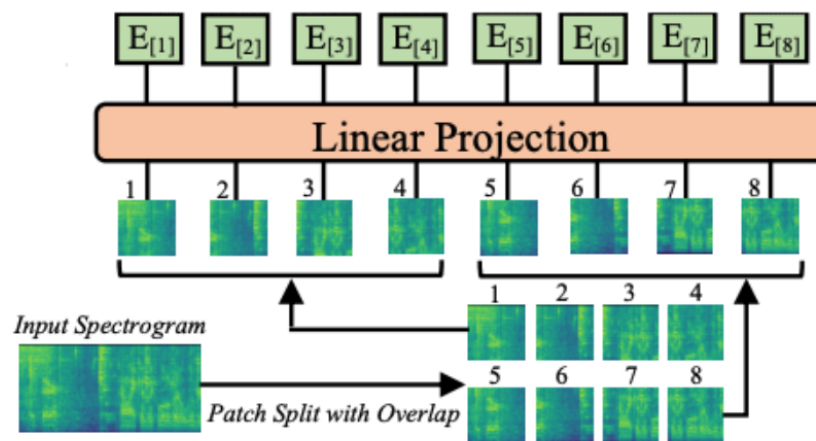 E[1] E[2] E[3] E[4] E[5] E[6] E[7] E[8]
Linear Projection
1 2 3 4 5 6 7 8
1 2 3 4
Input Spectrogram
5 6 7 8
Patch Split with Overlap